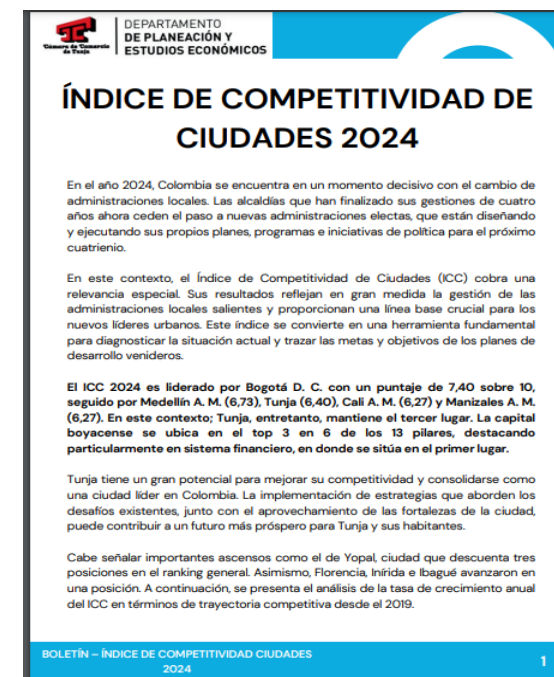 Cámara de Comercio
de Tunja
DEPARTAMENTO
DE PLANEACIÓN Y
ESTUDIOS ECONÓMICOS
ÍNDICE DE COMPETITIVIDAD DE
CIUDADES 2024
En el año 2024, Colombia se encuentra en un momento decisivo con el cambio de
administraciones locales. Las alcaldías que han finalizado sus gestiones de cuatro
años ahora ceden el paso a nuevas administraciones electas, que están diseñando
y ejecutando sus propios planes, programas e iniciativas de política para el próximo
cuatrienio.
En este contexto, el Índice de Competitividad de Ciudades (ICC) cobra una
relevancia especial. Sus resultados reflejan en gran medida la gestión de las
administraciones locales salientes y proporcionan una línea base crucial para los
nuevos líderes urbanos. Este índice se convierte en una herramienta fundamental
para diagnosticar la situación actual y trazar las metas y objetivos de los planes de
desarrollo venideros.
El ICC 2024 es liderado por Bogotá D. C. con un puntaje de 7,40 sobre 10,
seguido por Medellín A. M. (6,73), Tunja (6,40), Cali A. M. (6,27) y Manizales A. M.
(6,27). En este contexto; Tunja, entretanto, mantiene el tercer lugar. La capital
boyacense se ubica en el top 3 en 6 de los 13 pilares, destacando
particularmente en sistema financiero, en donde se sitúa en el primer lugar.
Tunja tiene un gran potencial para mejorar su competitividad y consolidarse como
una ciudad líder en Colombia. La implementación de estrategias que aborden los
desafíos existentes, junto con el aprovechamiento de las fortalezas de la ciudad,
puede contribuir a un futuro más próspero para Tunja y sus habitantes.
Cabe señalar importantes ascensos como el de Yopal, ciudad que descuenta tres
posiciones en el ranking general. Asimismo, Florencia, Inírida e Ibagué avanzaron en
una posición. A continuación, se presenta el análisis de la tasa de crecimiento anual
del ICC en términos de trayectoria competitiva desde el 2019.
BOLETÍN – ÍNDICE DE COMPETITIVIDAD CIUDADES
2024
1